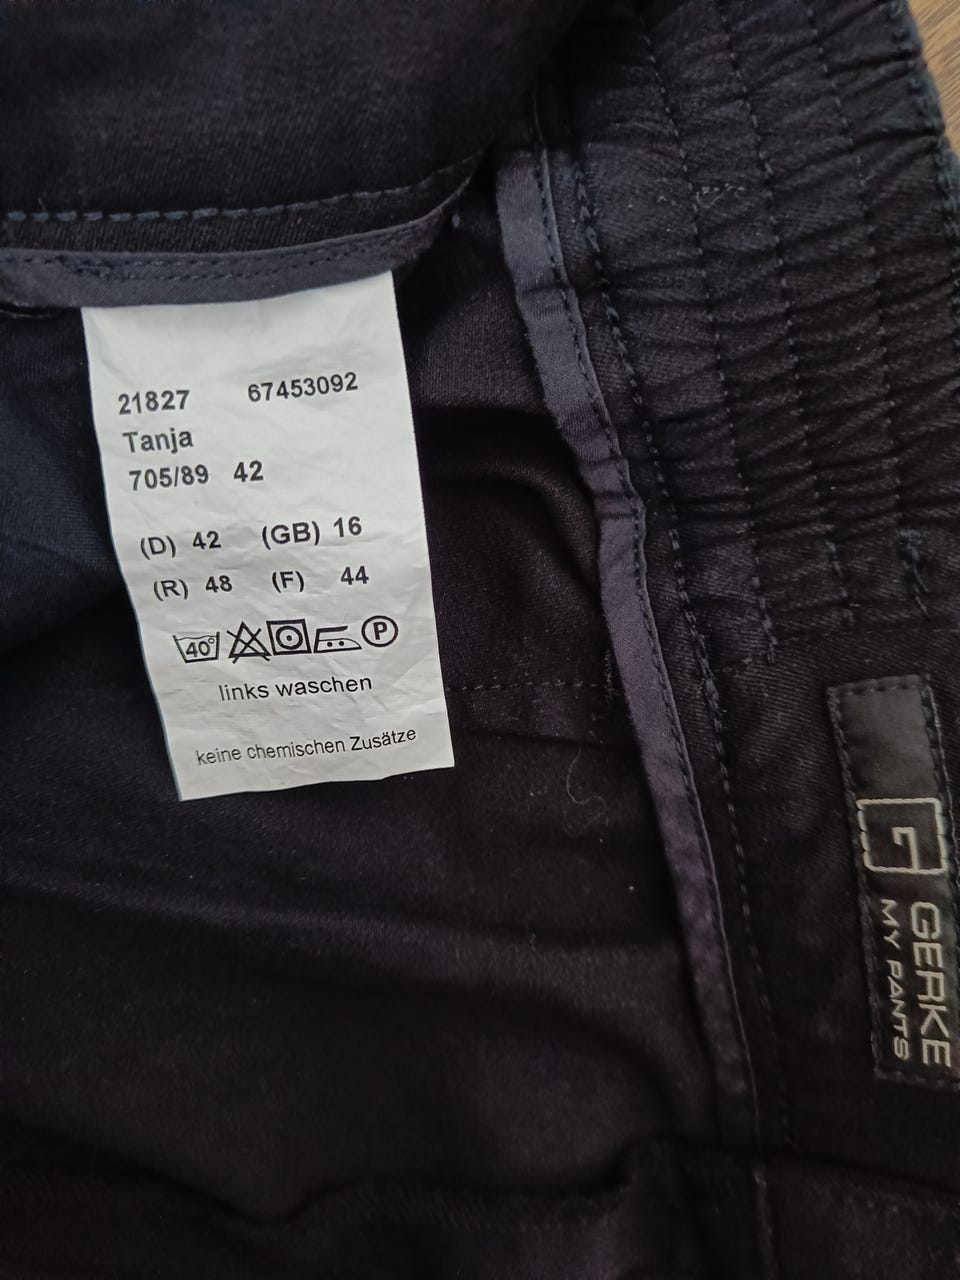 21827 67453092
Tanja
705/89 42
(D) 42 (GB) 16
(R) 48 (F) 44
40° P
links waschen
keine chemischen Zusätze
GERKE
MY PANTS